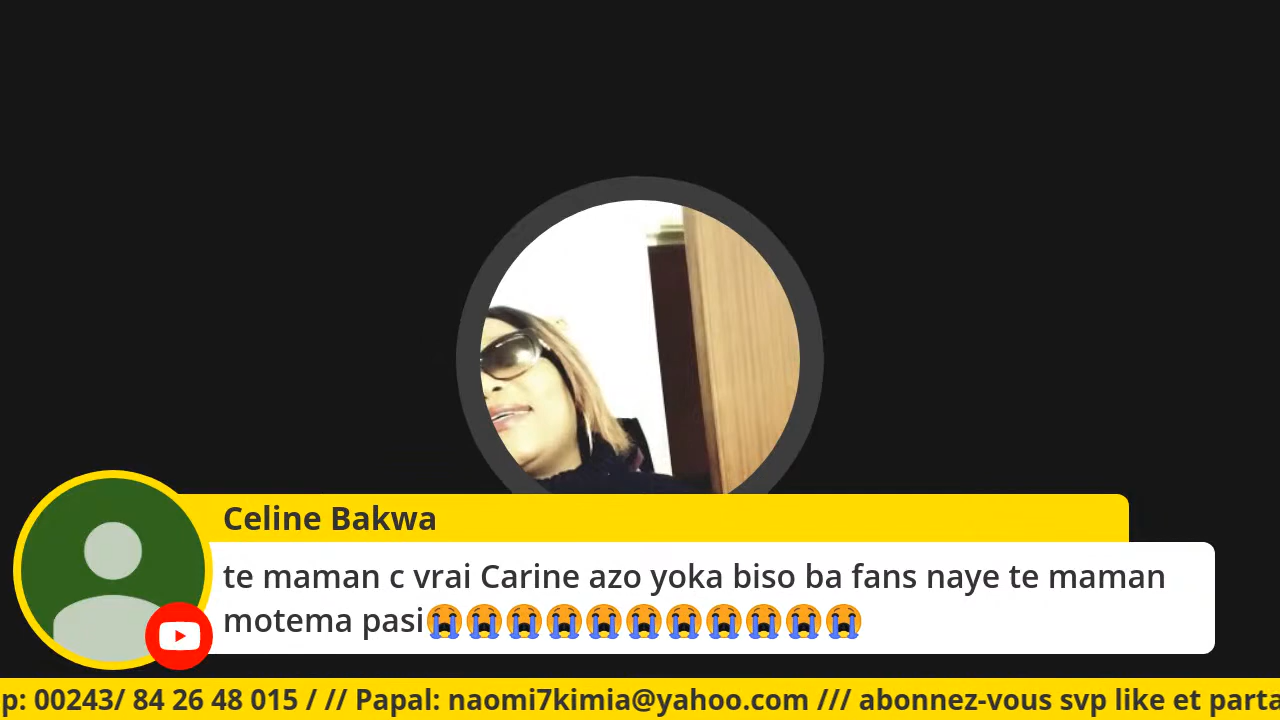 Celine Bakwa
te maman c vrai Carine azo yoka biso ba fans naye te maman
motema pasi😭😭😭😭😭😭😭😭😭😭😭
p: 00243/ 84 26 48 015 / // Papal: naomi7kimia@yahoo.com /// abonnez-vous svp like et parta